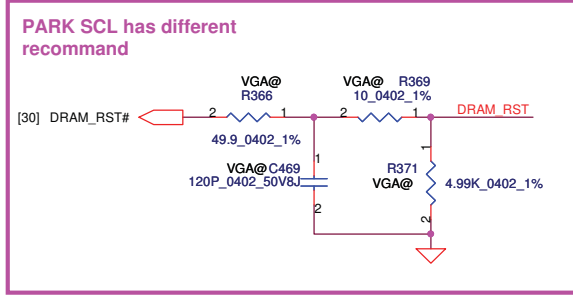 PARK SCL has different
recommand
VGA@
R366
VGA@ R369
10_0402_1%
[30] DRAM_RST#
2 1
2 1
DRAM_RST
49.9_0402_1%
VGA@ C469
120P_0402_50V8J
1
2
R371
VGA@
1
2
4.99K_0402_1%